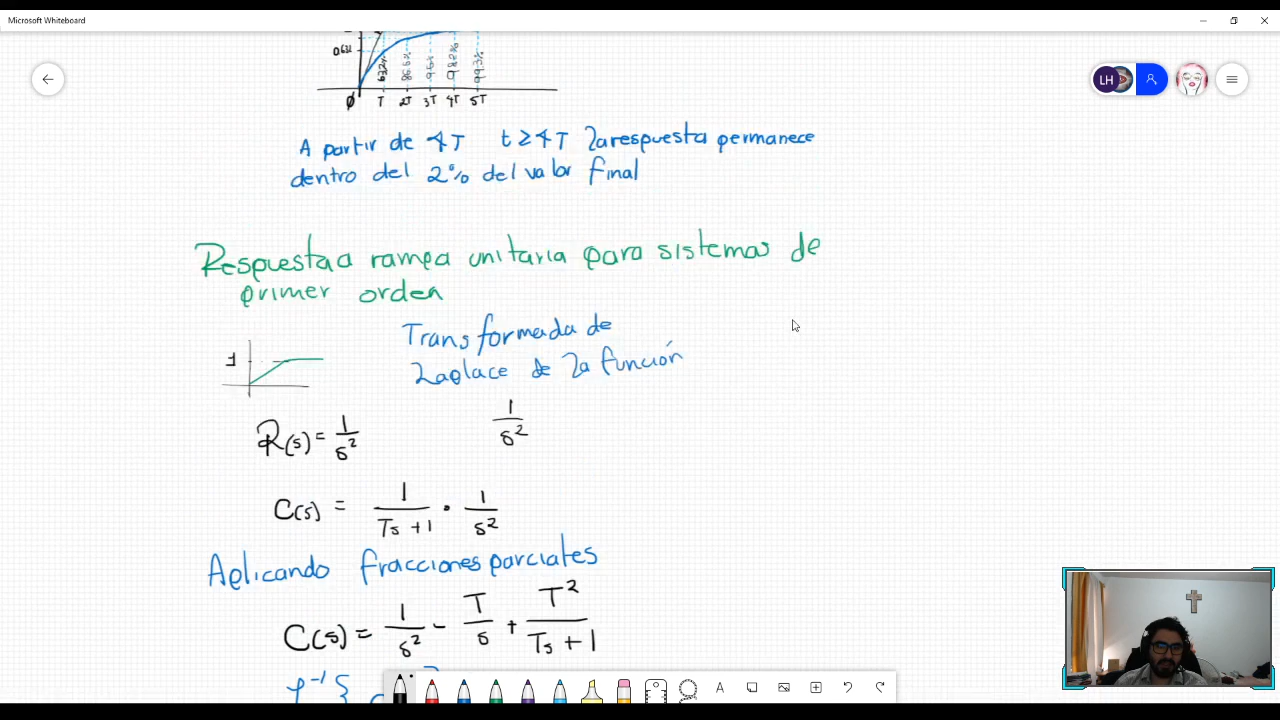 Microsoft Whiteboard
LH
0.632
63.2%
86.5%
95%
98.2%
99.3%
0 T 2T 3T 4T 5T
A partir de 4T t ≥ 4T La respuesta permanece
dentro del 2% del valor final
Respuesta a rampa unitaria para sistemas de
primer orden
Transformada de
Laplace de la función
1
R(s) = 1/s²
1/s²
C(s) = 1/(Ts+1) · 1/s²
Aplicando fracciones parciales
C(s) = 1/s² - T/s + T²/(Ts+1)
ℒ⁻¹{
A